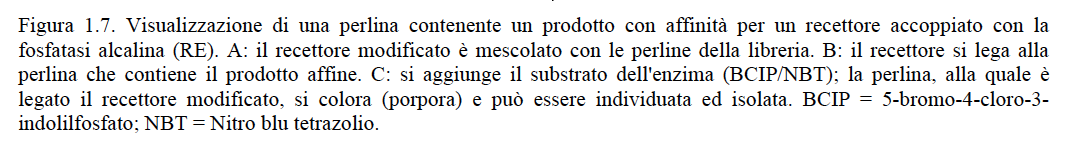 Figura 1.7. Visualizzazione di una perlina contenente un prodotto con affinità per un recettore accoppiato con la
fosfatasi alcalina (RE). A: il recettore modificato è mescolato con le perline della libreria. B: il recettore si lega alla
perlina che contiene il prodotto affine. C: si aggiunge il substrato dell'enzima (BCIP/NBT); la perlina, alla quale è
legato il recettore modificato, si colora (porpora) e può essere individuata ed isolata. BCIP = 5-bromo-4-cloro-3-
indolilfosfato; NBT = Nitro blu tetrazolio.